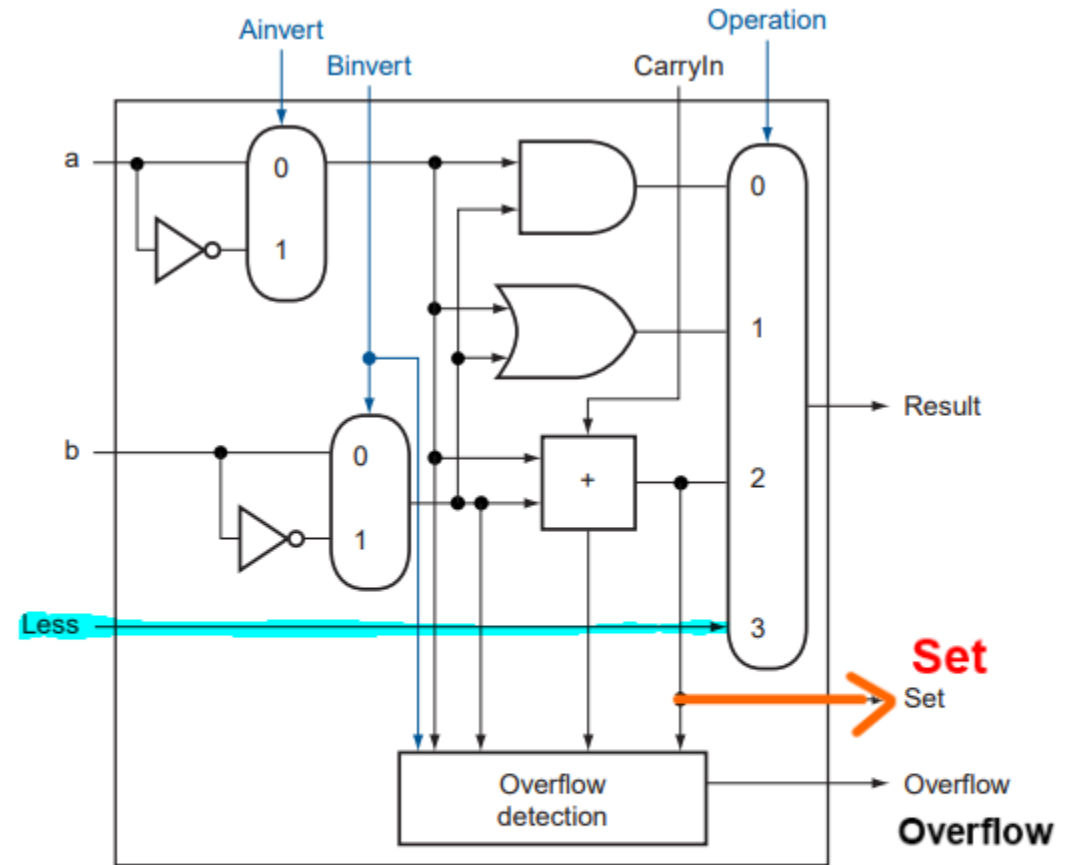 Ainvert
Binvert
CarryIn
Operation
a
0
1
0
1
b
0
1
+
2
Result
Less
3
Set
Set
Overflow
detection
Overflow
Overflow